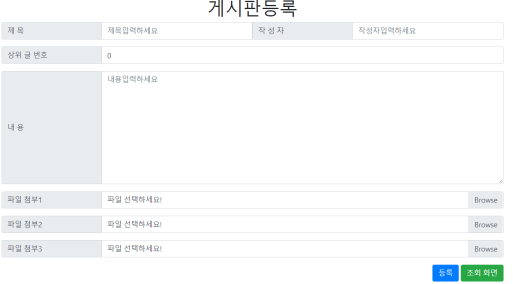 게시판등록
제 목 제목입력하세요 작 성 자 작성자입력하세요
상위 글 번호 0
내용입력하세요
내 용
파일 첨부1 파일 선택하세요! Browse
파일 첨부2 파일 선택하세요! Browse
파일 첨부3 파일 선택하세요! Browse
등록 조회 화면